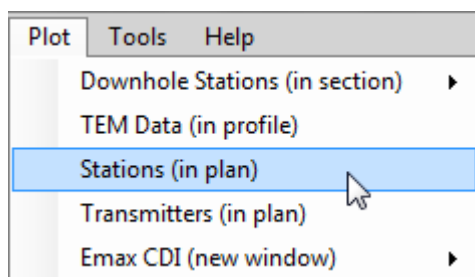 Plot Tools Help
Downhole Stations (in section)
TEM Data (in profile)
Stations (in plan)
Transmitters (in plan)
Emax CDI (new window)